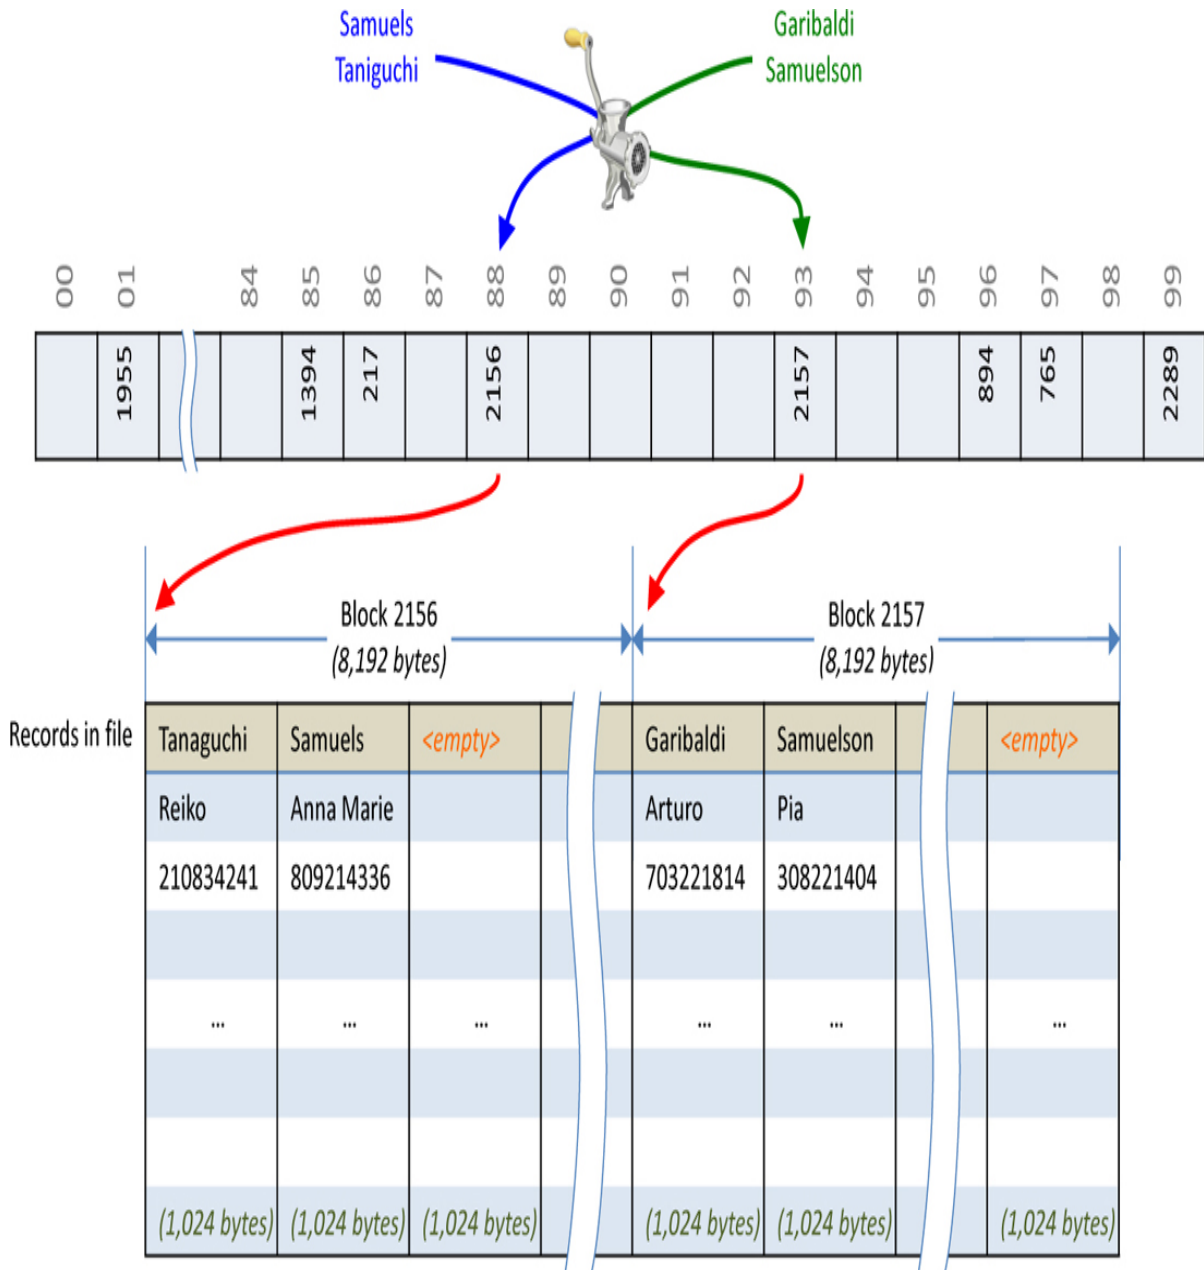 Samuels
Taniguchi
Garibaldi
Samuelson
00 01 84 85 86 87 88 89 90 91 92 93 94 95 96 97 98 99
1955 1394 217 2156 2157 894 765 2289
Block 2156
(8,192 bytes)
Block 2157
(8,192 bytes)
Records in file
Tanaguchi Samuels <empty> Garibaldi Samuelson <empty>
Reiko Anna Marie Arturo Pia
210834241 809214336 703221814 308221404
... ... ... ... ... ...
(1,024 bytes) (1,024 bytes) (1,024 bytes) (1,024 bytes) (1,024 bytes) (1,024 bytes)